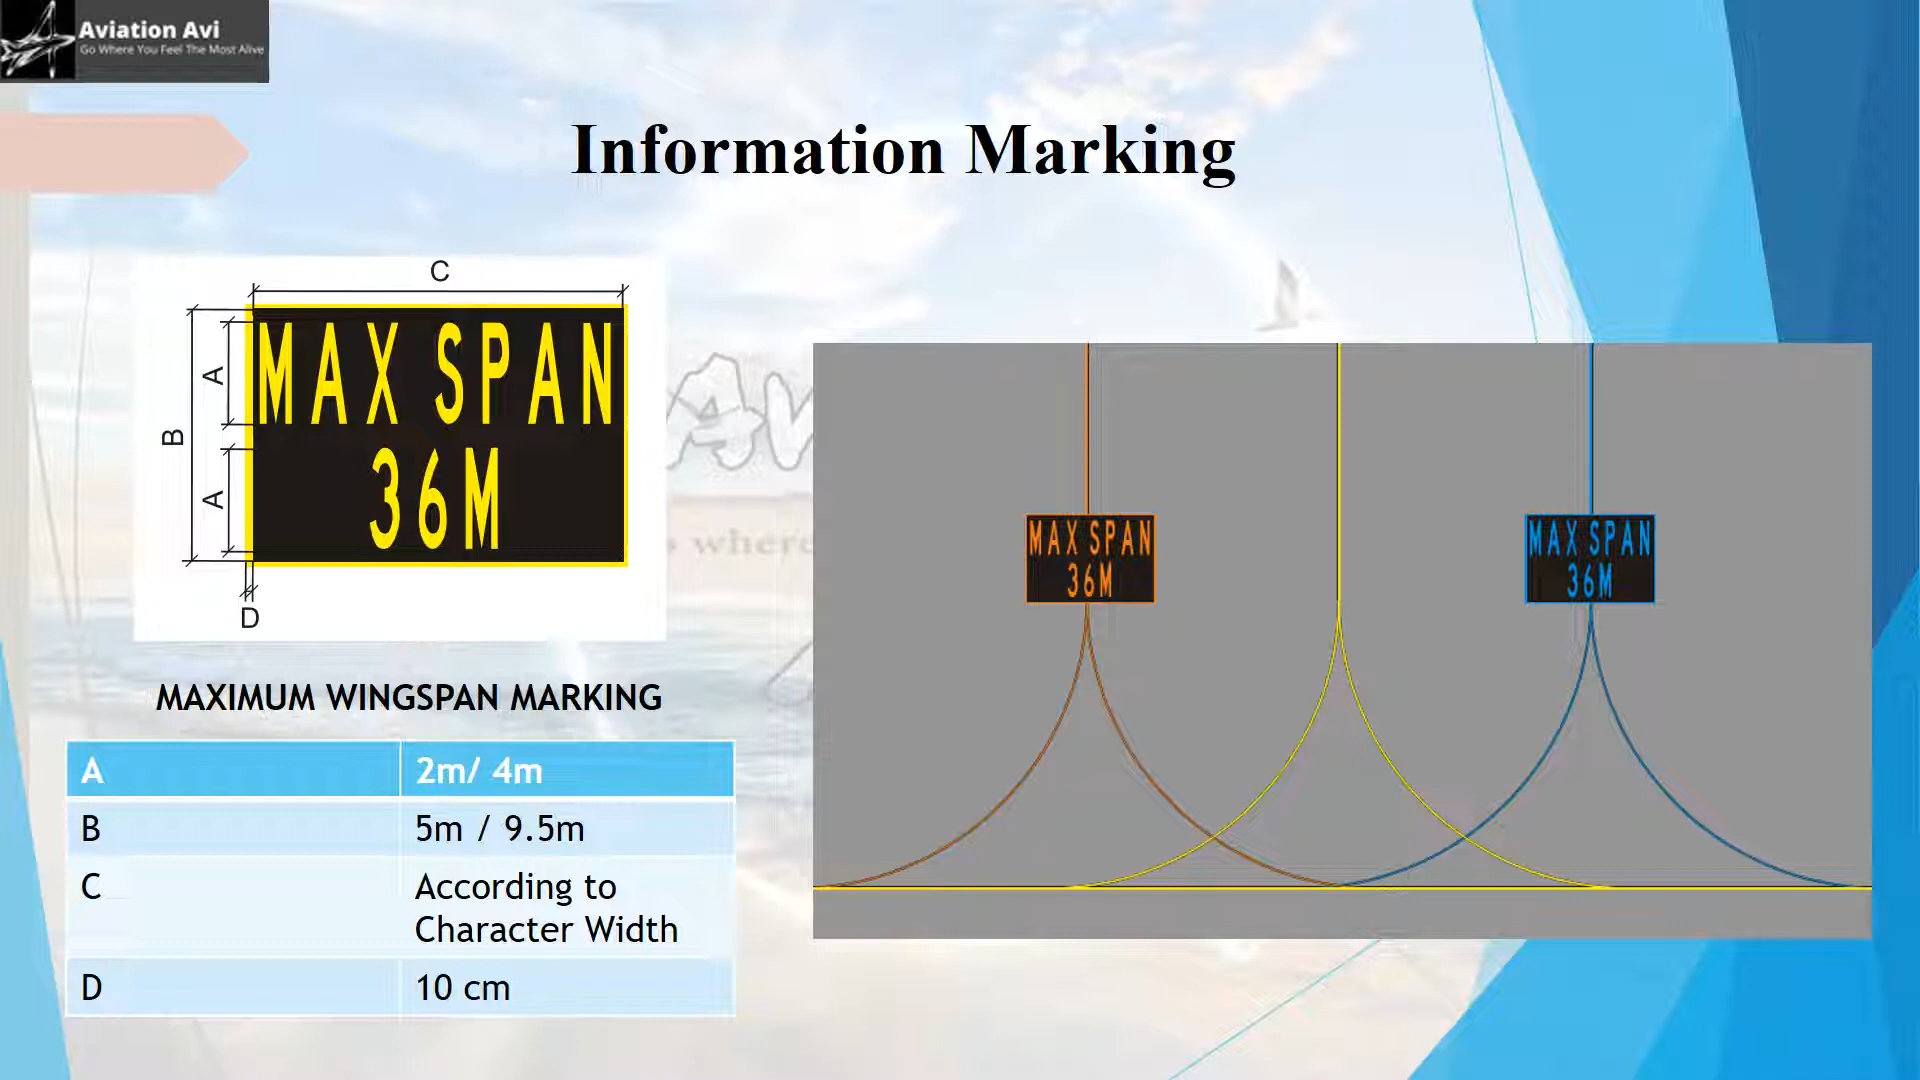 Aviation Avi
Go Where You Feel The Most Alive
Information Marking
C
MAX SPAN
36M
A
B
A
D
MAX SPAN
36M
MAX SPAN
36M
where
MAXIMUM WINGSPAN MARKING
A 2m/ 4m
B 5m / 9.5m
C According to
Character Width
D 10 cm